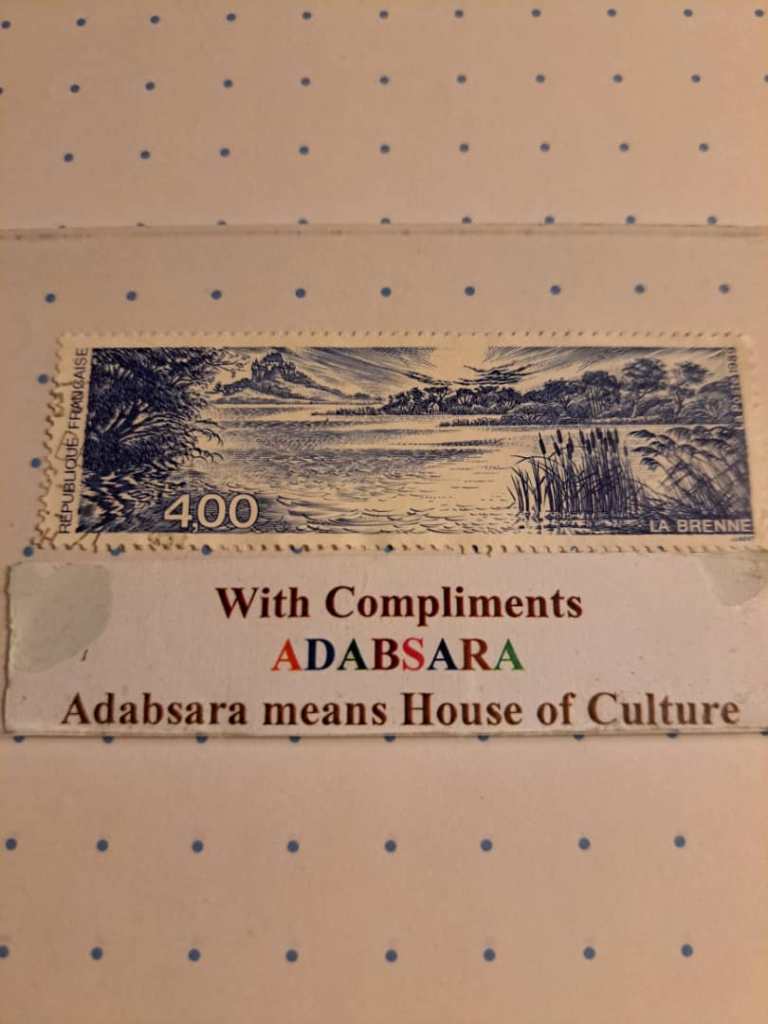 REPUBLIQUE FRANÇAISE
4,00
LA BRENNE
With Compliments
ADABSARA
Adabsara means House of Culture